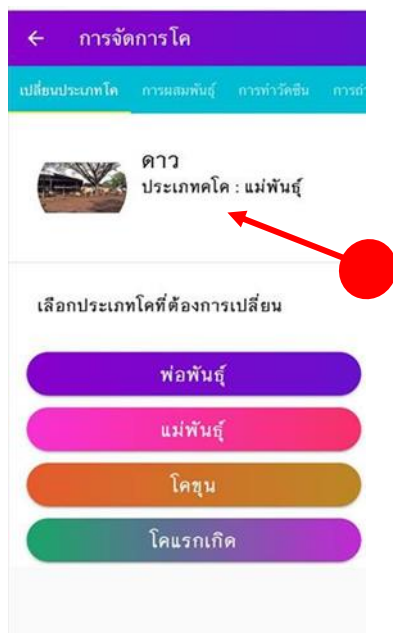 การจัดการโค
เปลี่ยนประเภทโค การผสมพันธุ์ การทำวัคซีน
ดาว
ประเภทคโค : แม่พันธุ์
เลือกประเภทโคที่ต้องการเปลี่ยน
พ่อพันธุ์
แม่พันธุ์
โคขุน
โคแรกเกิด